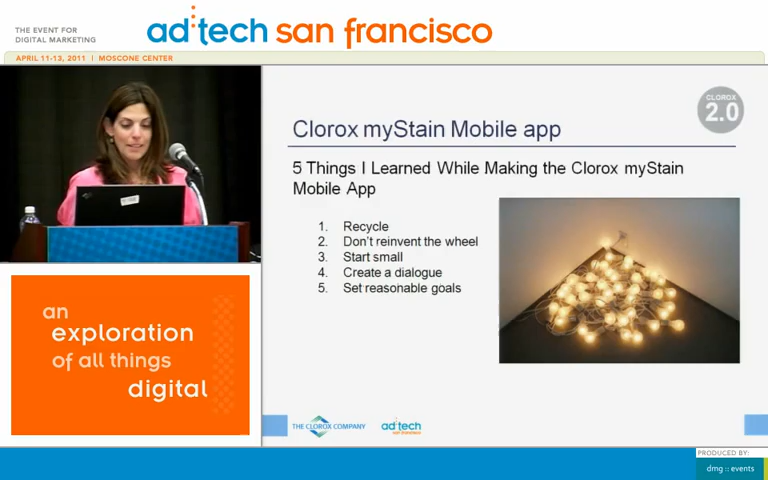 THE EVENT FOR
DIGITAL MARKETING
ad:tech san francisco
APRIL 11-13, 2011 | MOSCONE CENTER
CLOROX
2.0
Clorox myStain Mobile app
5 Things I Learned While Making the Clorox myStain
Mobile App
1. Recycle
2. Don't reinvent the wheel
3. Start small
4. Create a dialogue
5. Set reasonable goals
an
exploration
of all things
digital
THE CLOROX COMPANY
ad:tech
san francisco
PRODUCED BY:
dmg :: events